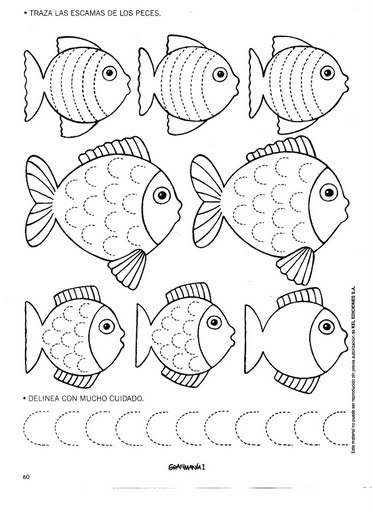 • TRAZA LAS ESCAMAS DE LOS PECES.
Este material no puede ser reproducido sin previa autorización de KEL EDICIONES S.A.
• DELINEA CON MUCHO CUIDADO.
GRAFIMANÍA 1
60